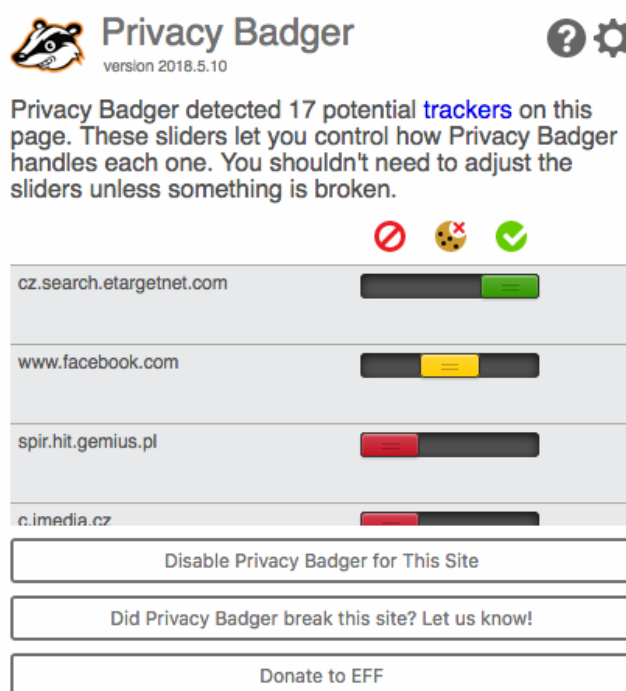 Privacy Badger
version 2018.5.10
Privacy Badger detected 17 potential trackers on this
page. These sliders let you control how Privacy Badger
handles each one. You shouldn't need to adjust the
sliders unless something is broken.
cz.search.etargetnet.com
www.facebook.com
spir.hit.gemius.pl
c.imedia.cz
Disable Privacy Badger for This Site
Did Privacy Badger break this site? Let us know!
Donate to EFF